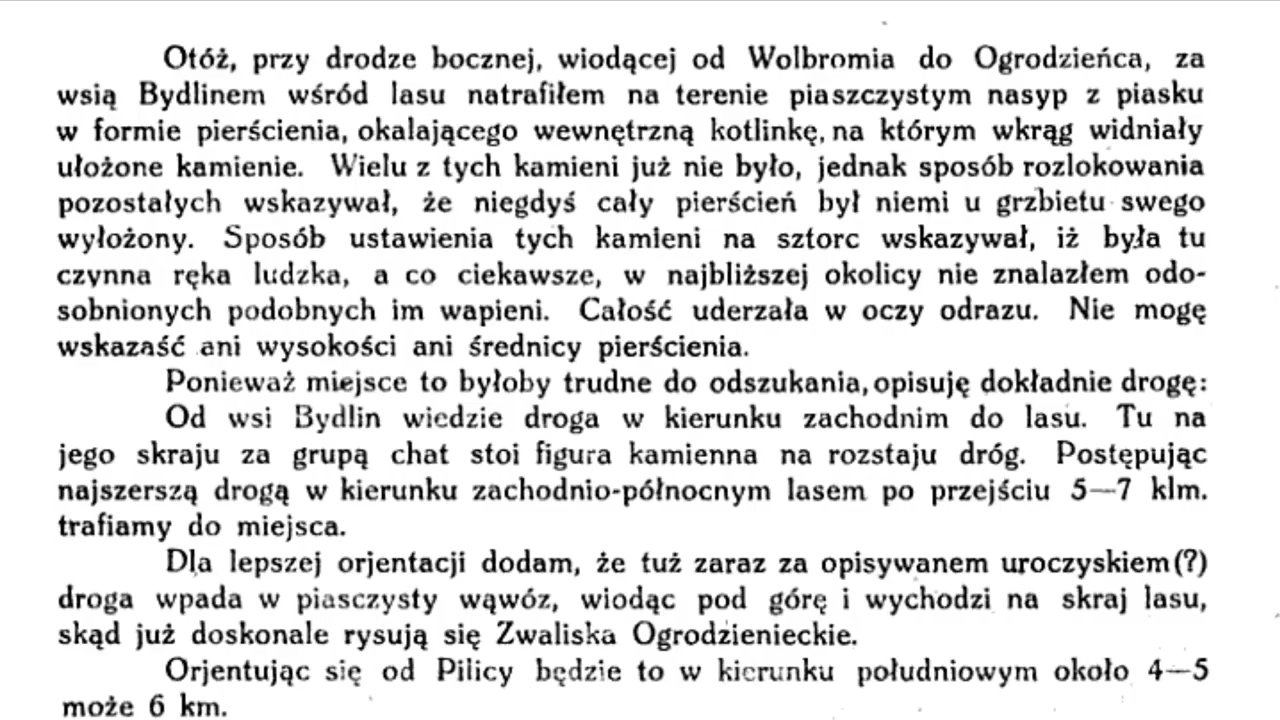 Otóż, przy drodze bocznej, wiodącej od Wolbromia do Ogrodzieńca, za
wsią Bydlinem wśród lasu natrafiłem na terenie piaszczystym nasyp z piasku
w formie pierścienia, okalającego wewnętrzną kotlinkę, na którym wkrąg widniały
ułożone kamienie. Wielu z tych kamieni już nie było, jednak sposób rozlokowania
pozostałych wskazywał, że niegdyś cały pierścień był niemi u grzbietu swego
wyłożony. Sposób ustawienia tych kamieni na sztorc wskazywał, iż była tu
czynna ręka ludzka, a co ciekawsze, w najbliższej okolicy nie znalazłem odo-
sobnionych podobnych im wapieni. Całość uderzała w oczy odrazu. Nie mogę
wskazaść ani wysokości ani średnicy pierścienia.
Ponieważ miejsce to byłoby trudne do odszukania, opisuję dokładnie drogę:
Od wsi Bydlin wiedzie droga w kierunku zachodnim do lasu. Tu na
jego skraju za grupą chat stoi figura kamienna na rozstaju dróg. Postępując
najszerszą drogą w kierunku zachodnio-północnym lasem po przejściu 5—7 klm.
trafiamy do miejsca.
Dla lepszej orjentacji dodam, że tuż zaraz za opisywanem uroczyskiem(?)
droga wpada w piasczysty wąwóz, wiodąc pod górę i wychodzi na skraj lasu,
skąd już doskonale rysują się Zwaliska Ogrodzienieckie.
Orjentując się od Pilicy będzie to w kierunku południowym około 4—5
może 6 km.